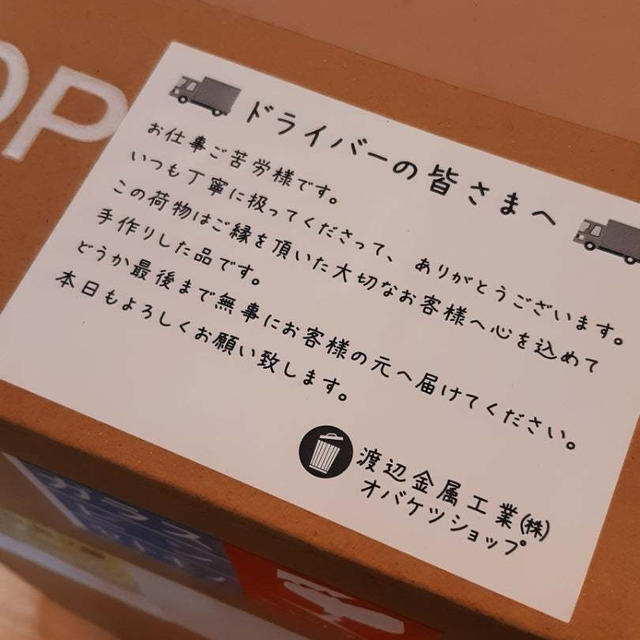 OP
ドライバーの皆さまへ
お仕事ご苦労様です。
いつも丁寧に扱ってくださって、ありがとうございます。
この荷物はご縁を頂いた大切なお客様へ心を込めて
手作りした品です。
どうか最後まで無事にお客様の元へ届けてください。
本日もよろしくお願い致します。
渡辺金属工業(株)
オバケツショップ